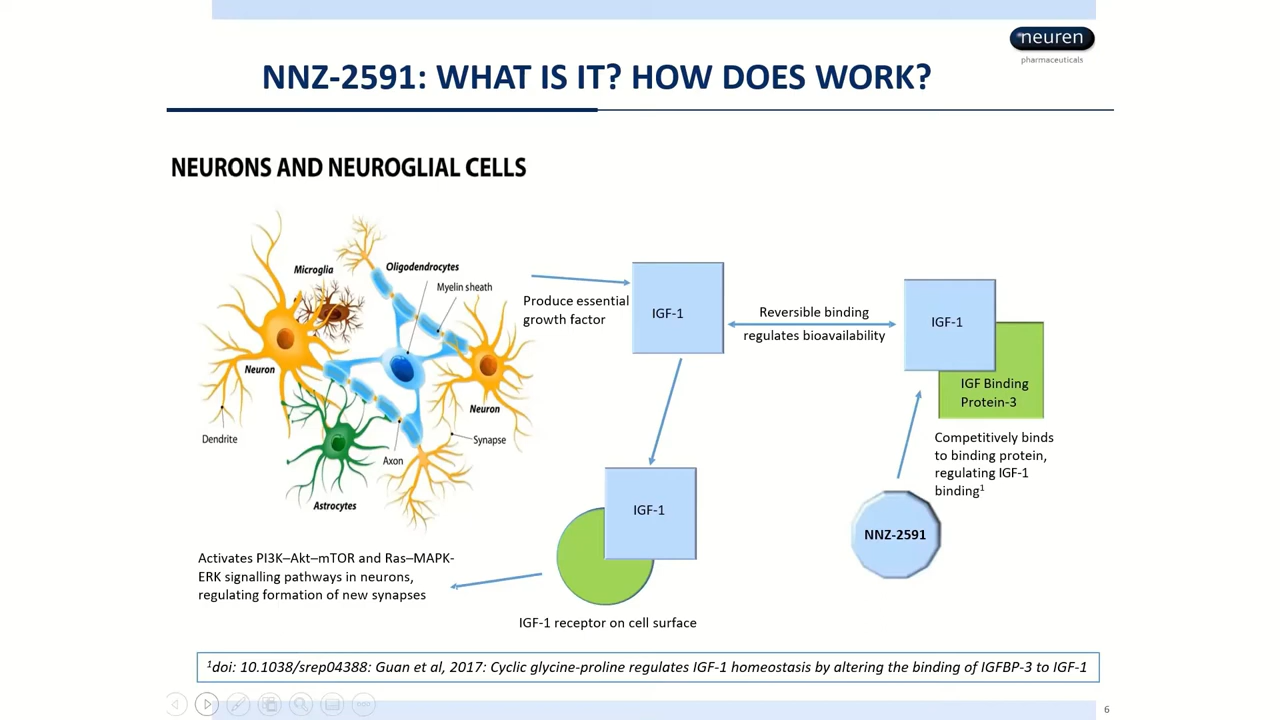 neuren
pharmaceuticals
NNZ-2591: WHAT IS IT? HOW DOES WORK?
NEURONS AND NEUROGLIAL CELLS
Microglia
Oligodendrocytes
Myelin sheath
Neuron
Dendrite
Neuron
Synapse
Axon
Astrocytes
Produce essential
growth factor
IGF-1
Reversible binding
regulates bioavailability
IGF-1
IGF Binding
Protein-3
Competitively binds
to binding protein,
regulating IGF-1
binding¹
NNZ-2591
IGF-1
IGF-1 receptor on cell surface
Activates PI3K–Akt–mTOR and Ras–MAPK-
ERK signalling pathways in neurons,
regulating formation of new synapses
¹doi: 10.1038/srep04388: Guan et al, 2017: Cyclic glycine-proline regulates IGF-1 homeostasis by altering the binding of IGFBP-3 to IGF-1
6